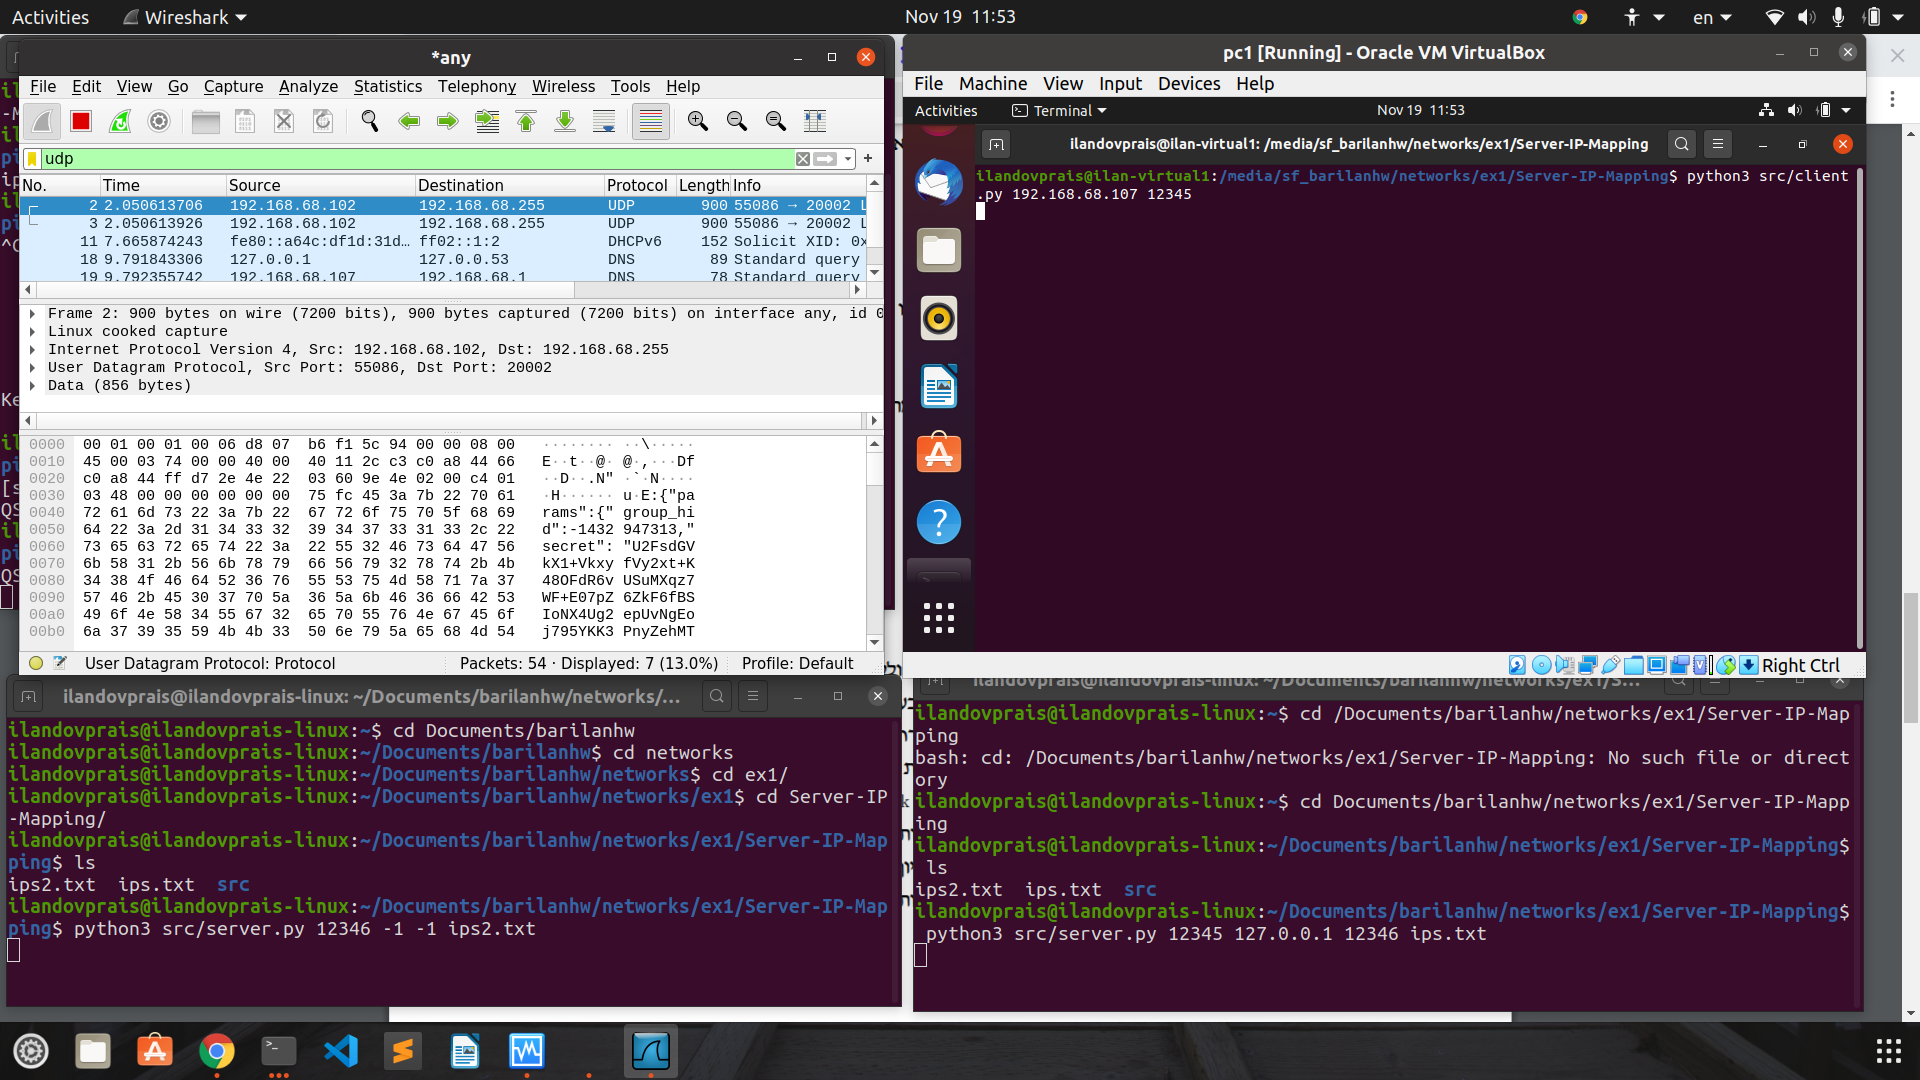 Activities
Wireshark
Nov 19  11:53
en
*any
File Edit View Go Capture Analyze Statistics Telephony Wireless Tools Help
udp
No. Time Source Destination Protocol Length Info
2 2.050613706 192.168.68.102 192.168.68.255 UDP 900 55086 → 20002 L
3 2.050613926 192.168.68.102 192.168.68.255 UDP 900 55086 → 20002 L
11 7.665874243 fe80::a64c:df1d:31d… ff02::1:2 DHCPv6 152 Solicit XID: 0x
18 9.791843306 127.0.0.1 127.0.0.53 DNS 89 Standard query
19 9.792355742 192.168.68.107 192.168.68.1 DNS 78 Standard query
Frame 2: 900 bytes on wire (7200 bits), 900 bytes captured (7200 bits) on interface any, id 0
Linux cooked capture
Internet Protocol Version 4, Src: 192.168.68.102, Dst: 192.168.68.255
User Datagram Protocol, Src Port: 55086, Dst Port: 20002
Data (856 bytes)
0000 00 01 00 01 00 06 d8 07 b6 f1 5c 94 00 00 08 00 ········ ··\·····
0010 45 00 03 74 00 00 40 00 40 11 2c c3 c0 a8 44 66 E··t··@· @·,···Df
0020 c0 a8 44 ff d7 2e 4e 22 03 60 9e 4e 02 00 c4 01 ··D··.N" ·`·N····
0030 03 48 00 00 00 00 00 00 75 fc 45 3a 7b 22 70 61 ·H······ u·E:{"pa
0040 72 61 6d 73 22 3a 7b 22 67 72 6f 75 70 5f 68 69 rams":{" group_hi
0050 64 22 3a 2d 31 34 33 32 39 34 37 33 31 33 2c 22 d":-1432 947313,"
0060 73 65 63 72 65 74 22 3a 22 55 32 46 73 64 47 56 secret": "U2FsdGV
0070 6b 58 31 2b 56 6b 78 79 66 56 79 32 78 74 2b 4b kX1+Vkxy fVy2xt+K
0080 34 38 4f 46 64 52 36 76 55 53 75 4d 58 71 7a 37 48OFdR6v USuMXqz7
0090 57 46 2b 45 30 37 70 5a 36 5a 6b 46 36 66 42 53 WF+E07pZ 6ZkF6fBS
00a0 49 6f 4e 58 34 55 67 32 65 70 55 76 4e 67 45 6f IoNX4Ug2 epUvNgEo
00b0 6a 37 39 35 59 4b 4b 33 50 6e 79 5a 65 68 4d 54 j795YKK3 PnyZehMT
User Datagram Protocol: Protocol
Packets: 54 · Displayed: 7 (13.0%)
Profile: Default
pc1 [Running] - Oracle VM VirtualBox
File Machine View Input Devices Help
Activities
Terminal
Nov 19  11:53
ilandovprais@ilan-virtual1: /media/sf_barilanhw/networks/ex1/Server-IP-Mapping
ilandovprais@ilan-virtual1:/media/sf_barilanhw/networks/ex1/Server-IP-Mapping$ python3 src/client
.py 192.168.68.107 12345
Right Ctrl
ilandovprais@ilandovprais-linux: ~/Documents/barilanhw/networks/...
ilandovprais@ilandovprais-linux:~$ cd Documents/barilanhw
ilandovprais@ilandovprais-linux:~/Documents/barilanhw$ cd networks
ilandovprais@ilandovprais-linux:~/Documents/barilanhw/networks$ cd ex1/
ilandovprais@ilandovprais-linux:~/Documents/barilanhw/networks/ex1$ cd Server-IP
-Mapping/
ilandovprais@ilandovprais-linux:~/Documents/barilanhw/networks/ex1/Server-IP-Map
ping$ ls
ips2.txt  ips.txt  src
ilandovprais@ilandovprais-linux:~/Documents/barilanhw/networks/ex1/Server-IP-Map
ping$ python3 src/server.py 12346 -1 -1 ips2.txt
ilandovprais@ilandovprais-linux: ~/Documents/barilanhw/networks/ex1/S...
ilandovprais@ilandovprais-linux:~$ cd /Documents/barilanhw/networks/ex1/Server-IP-Map
ping
bash: cd: /Documents/barilanhw/networks/ex1/Server-IP-Mapping: No such file or direct
ory
ilandovprais@ilandovprais-linux:~$ cd Documents/barilanhw/networks/ex1/Server-IP-Mapp
ing
ilandovprais@ilandovprais-linux:~/Documents/barilanhw/networks/ex1/Server-IP-Mapping$
ls
ips2.txt  ips.txt  src
ilandovprais@ilandovprais-linux:~/Documents/barilanhw/networks/ex1/Server-IP-Mapping$
python3 src/server.py 12345 127.0.0.1 12346 ips.txt